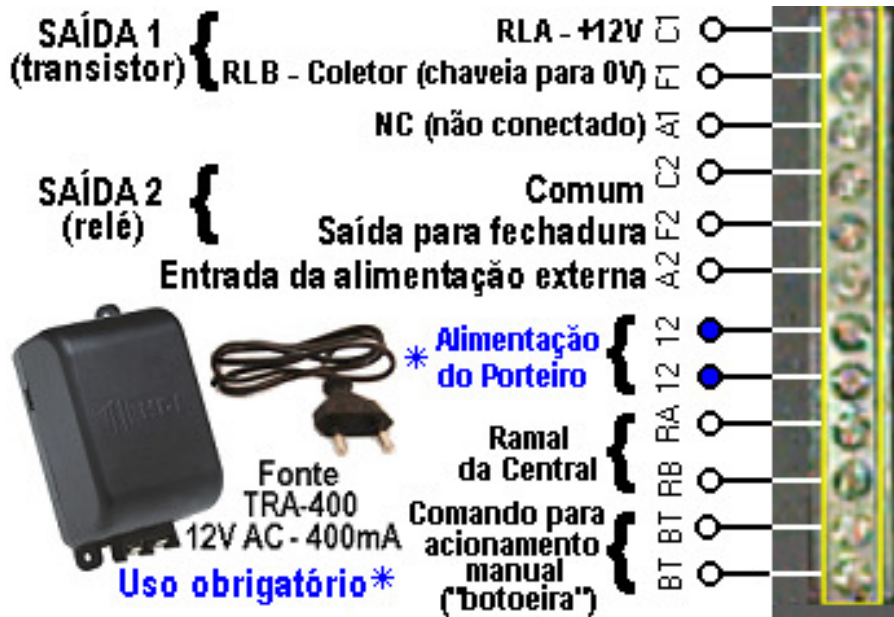 SAÍDA 1
(transistor)
RLA - +12V C1
RLB - Coletor (chaveia para 0V) F1
NC (não conectado) A1
SAÍDA 2
(relé)
Comum C2
Saída para fechadura F2
Entrada da alimentação externa A2
* Alimentação
do Porteiro
12
12
Ramal
da Central
RA
RB
Fonte
TRA-400
12V AC - 400mA
Uso obrigatório*
Comando para
acionamento
manual
("botoeira")
BT
BT